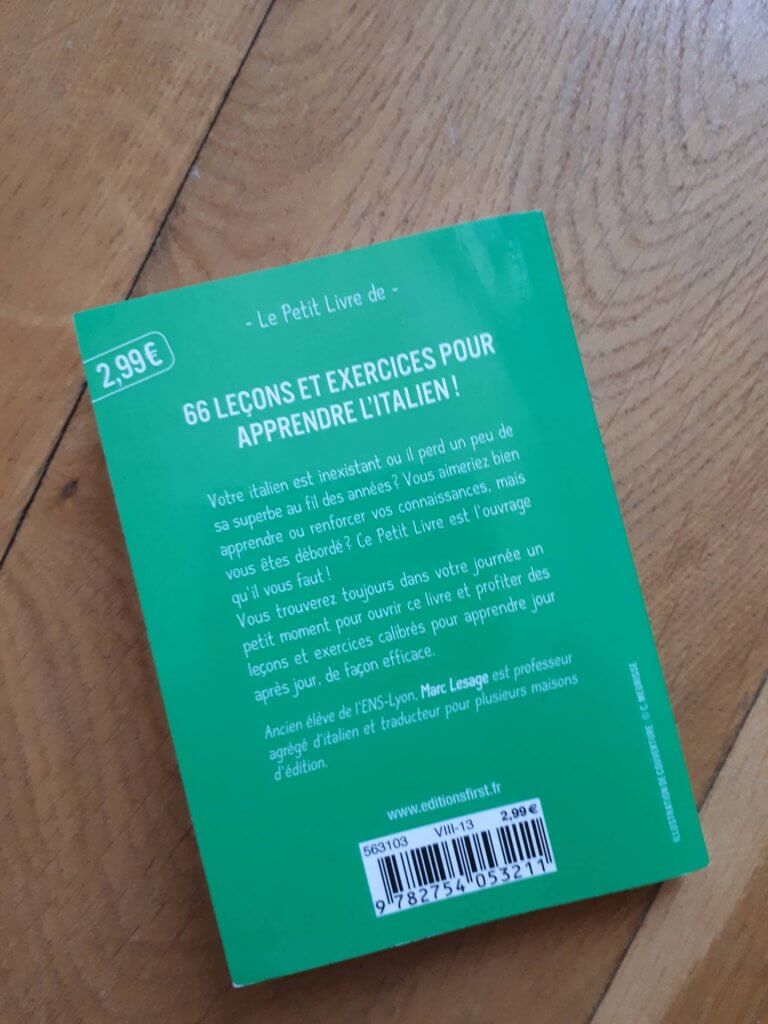 - Le Petit Livre de -
2,99€
66 LEÇONS ET EXERCICES POUR
APPRENDRE L'ITALIEN !
Votre italien est inexistant ou il perd un peu de
sa superbe au fil des années ? Vous aimeriez bien
apprendre ou renforcer vos connaissances, mais
vous êtes débordé ? Ce Petit Livre est l'ouvrage
qu'il vous faut !
Vous trouverez toujours dans votre journée un
petit moment pour ouvrir ce livre et profiter des
leçons et exercices calibrés pour apprendre jour
après jour, de façon efficace.
Ancien élève de l'ENS-Lyon, Marc Lesage est professeur
agrégé d'italien et traducteur pour plusieurs maisons
d'édition.
www.editionsfirst.fr
563103 VIII-13 2,99€
9 782754 053211
ILLUSTRATION DE COUVERTURE : © C.